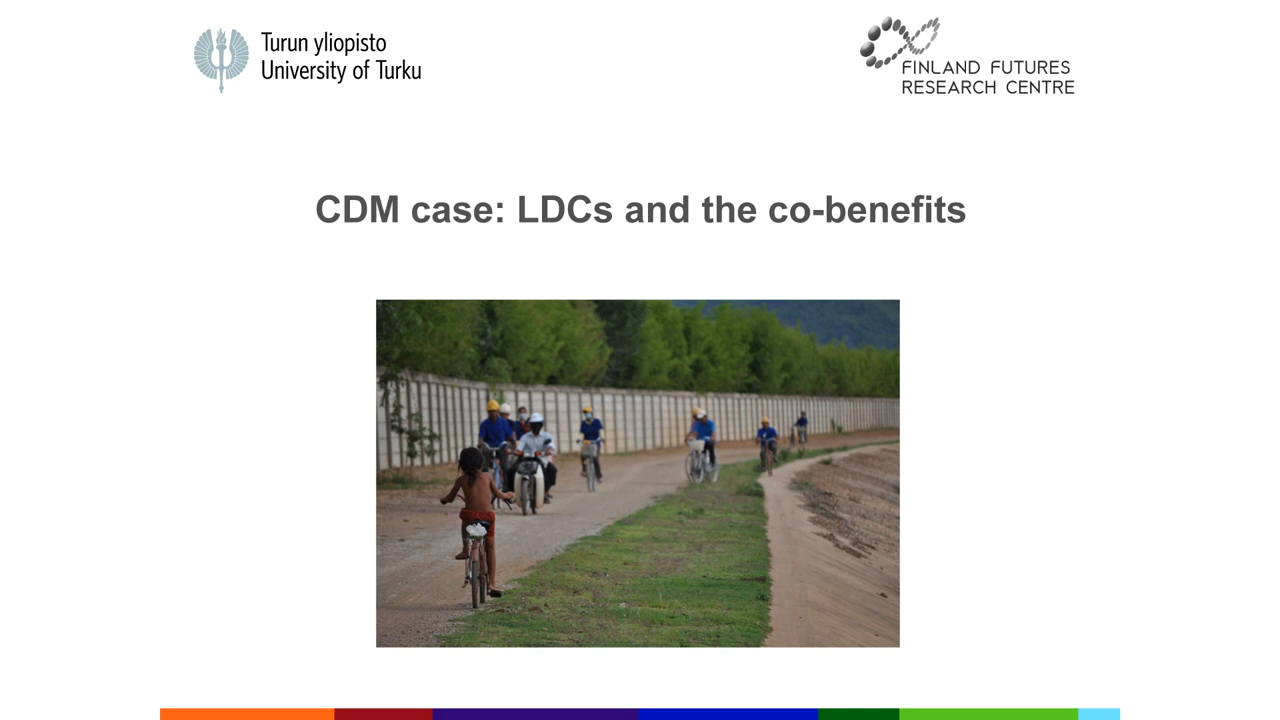 Turun yliopisto
University of Turku
FINLAND FUTURES
RESEARCH CENTRE
CDM case: LDCs and the co-benefits